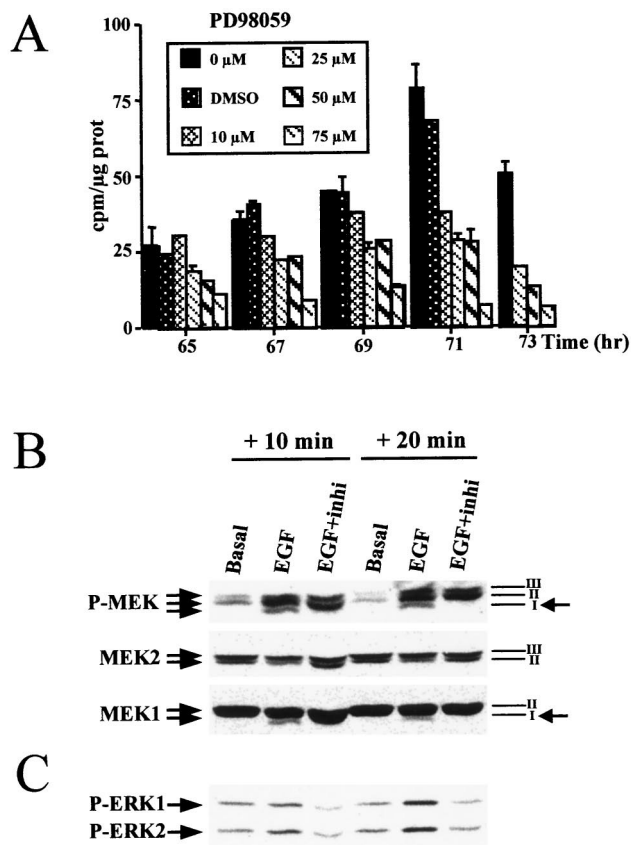 A
PD98059
0 µM
25 µM
DMSO
50 µM
10 µM
75 µM
cpm/µg prot
100
75
50
25
0
65
67
69
71
73
Time (hr)
B
+ 10 min
+ 20 min
Basal
EGF
EGF+inhi
Basal
EGF
EGF+inhi
P-MEK
III
II
I
MEK2
III
II
MEK1
II
I
C
P-ERK1
P-ERK2